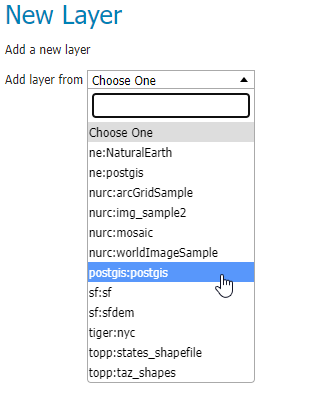 New Layer
Add a new layer
Add layer from Choose One
Choose One
ne:NaturalEarth
ne:postgis
nurc:arcGridSample
nurc:img_sample2
nurc:mosaic
nurc:worldImageSample
postgis:postgis
sf:sf
sf:sfdem
tiger:nyc
topp:states_shapefile
topp:taz_shapes